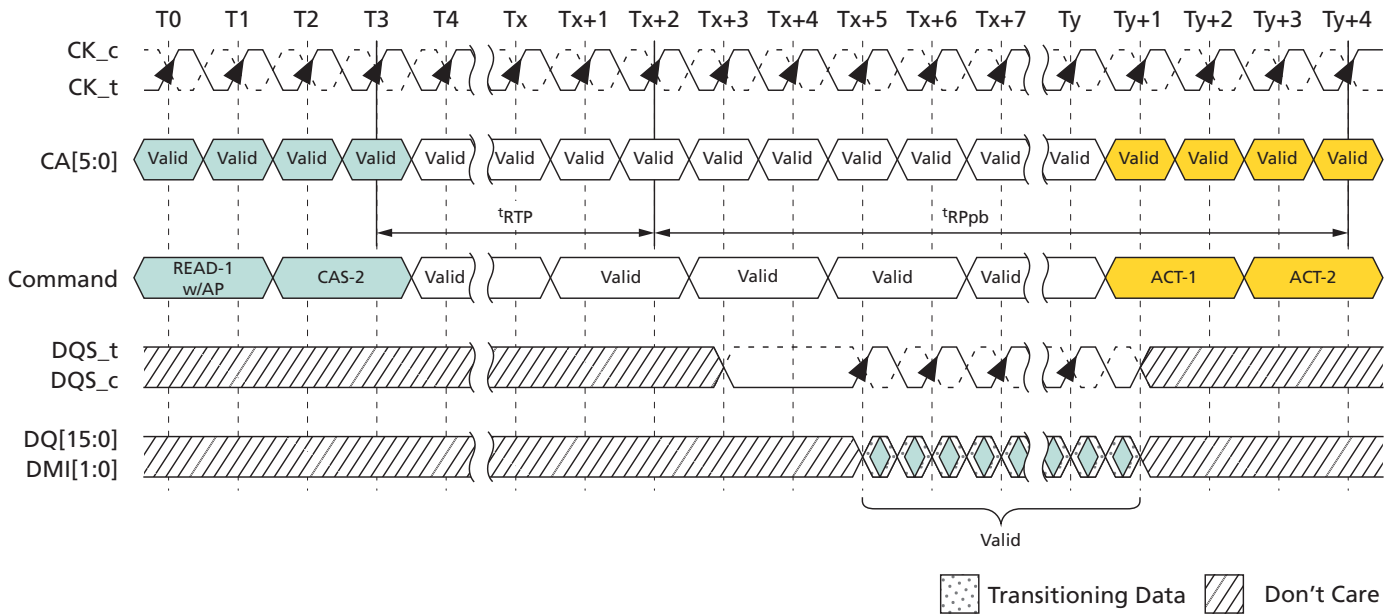 T0 T1 T2 T3 T4 Tx Tx+1 Tx+2 Tx+3 Tx+4 Tx+5 Tx+6 Tx+7 Ty Ty+1 Ty+2 Ty+3 Ty+4
CK_c
CK_t
CA[5:0] Valid Valid Valid Valid Valid Valid Valid Valid Valid Valid Valid Valid Valid Valid Valid Valid Valid Valid
tRTP tRPpb
Command READ-1 w/AP CAS-2 Valid Valid Valid Valid Valid ACT-1 ACT-2
DQS_t
DQS_c
DQ[15:0]
DMI[1:0]
Valid
Transitioning Data Don't Care